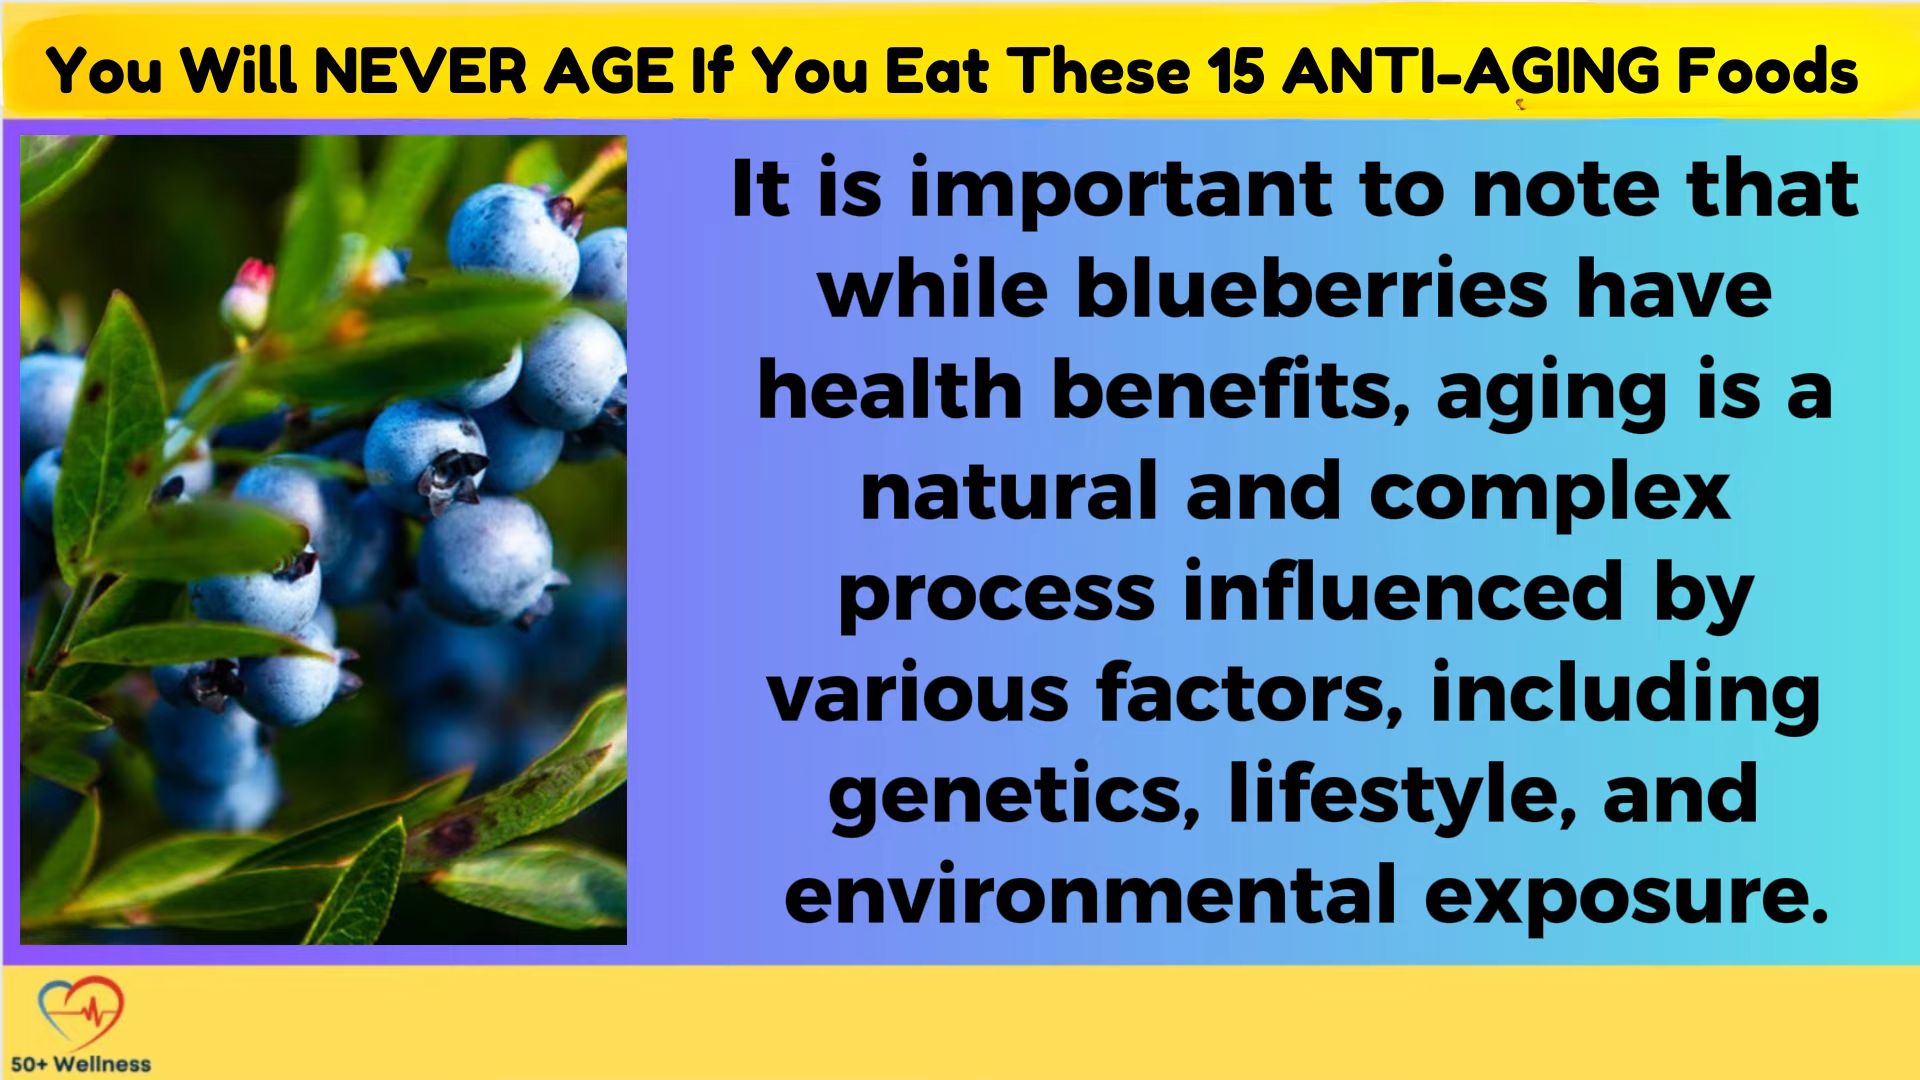 You Will NEVER AGE If You Eat These 15 ANTI-AGING Foods
It is important to note that
while blueberries have
health benefits, aging is a
natural and complex
process influenced by
various factors, including
genetics, lifestyle, and
environmental exposure.
50+ Wellness